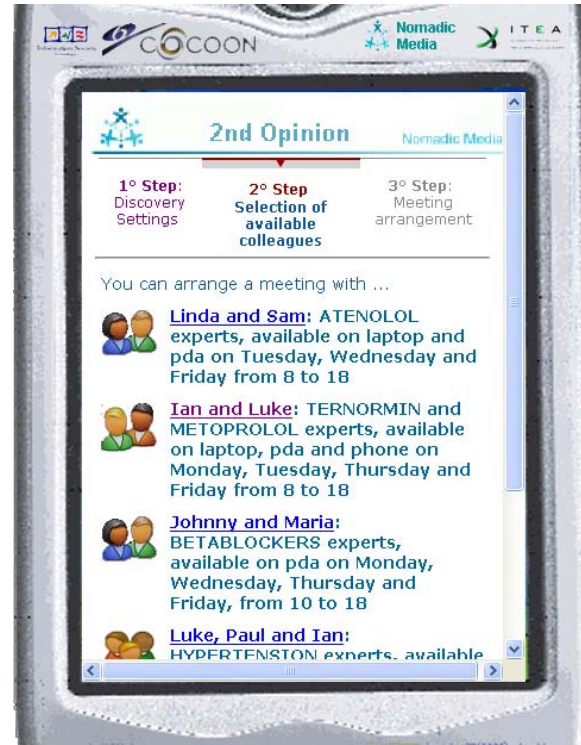 COCOON
Nomadic
Media
ITEA
2nd Opinion
Nomadic Media
1° Step:
Discovery
Settings
2° Step
Selection of
available
colleagues
3° Step:
Meeting
arrangement
You can arrange a meeting with ...
Linda and Sam: ATENOLOL
experts, available on laptop and
pda on Tuesday, Wednesday and
Friday from 8 to 18
Ian and Luke: TERNORMIN and
METOPROLOL experts, available
on laptop, pda and phone on
Monday, Tuesday, Thursday and
Friday from 8 to 18
Johnny and Maria:
BETABLOCKERS experts,
available on pda on Monday,
Wednesday, Thursday and
Friday, from 10 to 18
Luke, Paul and Ian:
HYPERTENSION experts, available